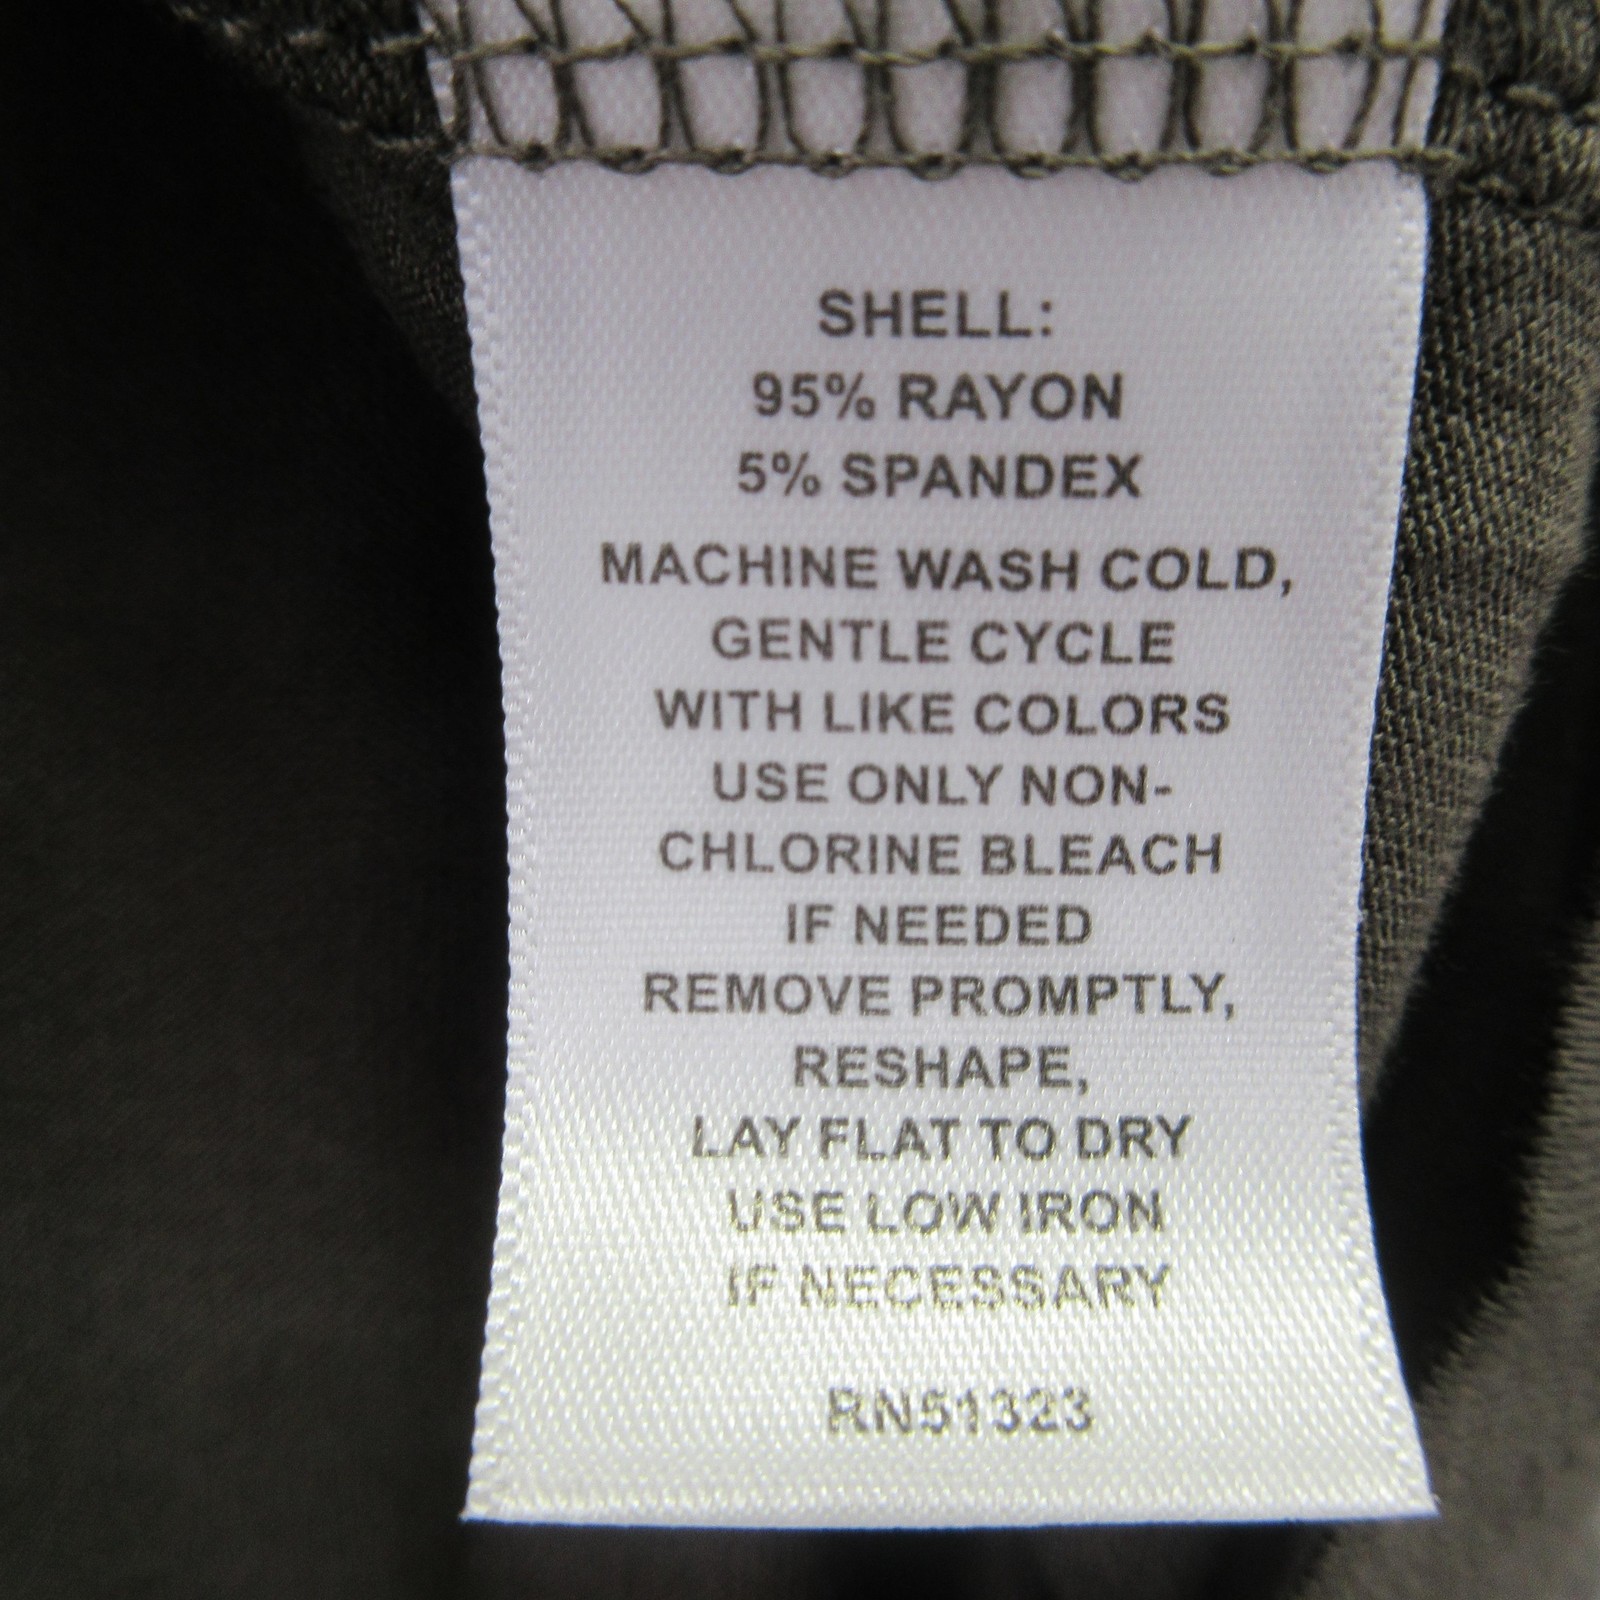 SHELL:
95% RAYON
5% SPANDEX
MACHINE WASH COLD,
GENTLE CYCLE
WITH LIKE COLORS
USE ONLY NON-
CHLORINE BLEACH
IF NEEDED
REMOVE PROMPTLY,
RESHAPE,
LAY FLAT TO DRY
USE LOW IRON
IF NECESSARY
RN51323